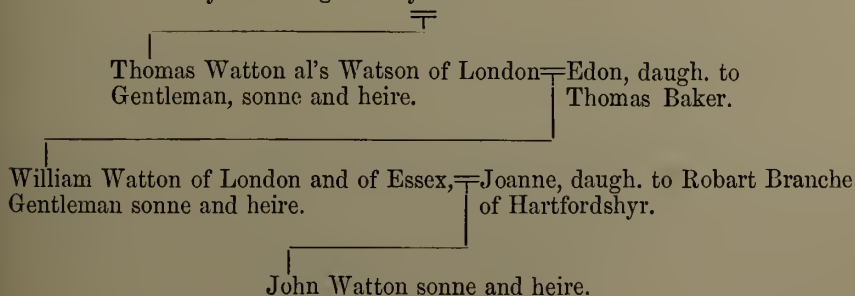 Thomas Watton al's Watson of London Edon, daugh. to
Gentleman, sonne and heire. Thomas Baker.
William Watton of London and of Essex, Joanne, daugh. to Robart Branche
Gentleman sonne and heire. of Hartfordshyr.
John Watton sonne and heire.